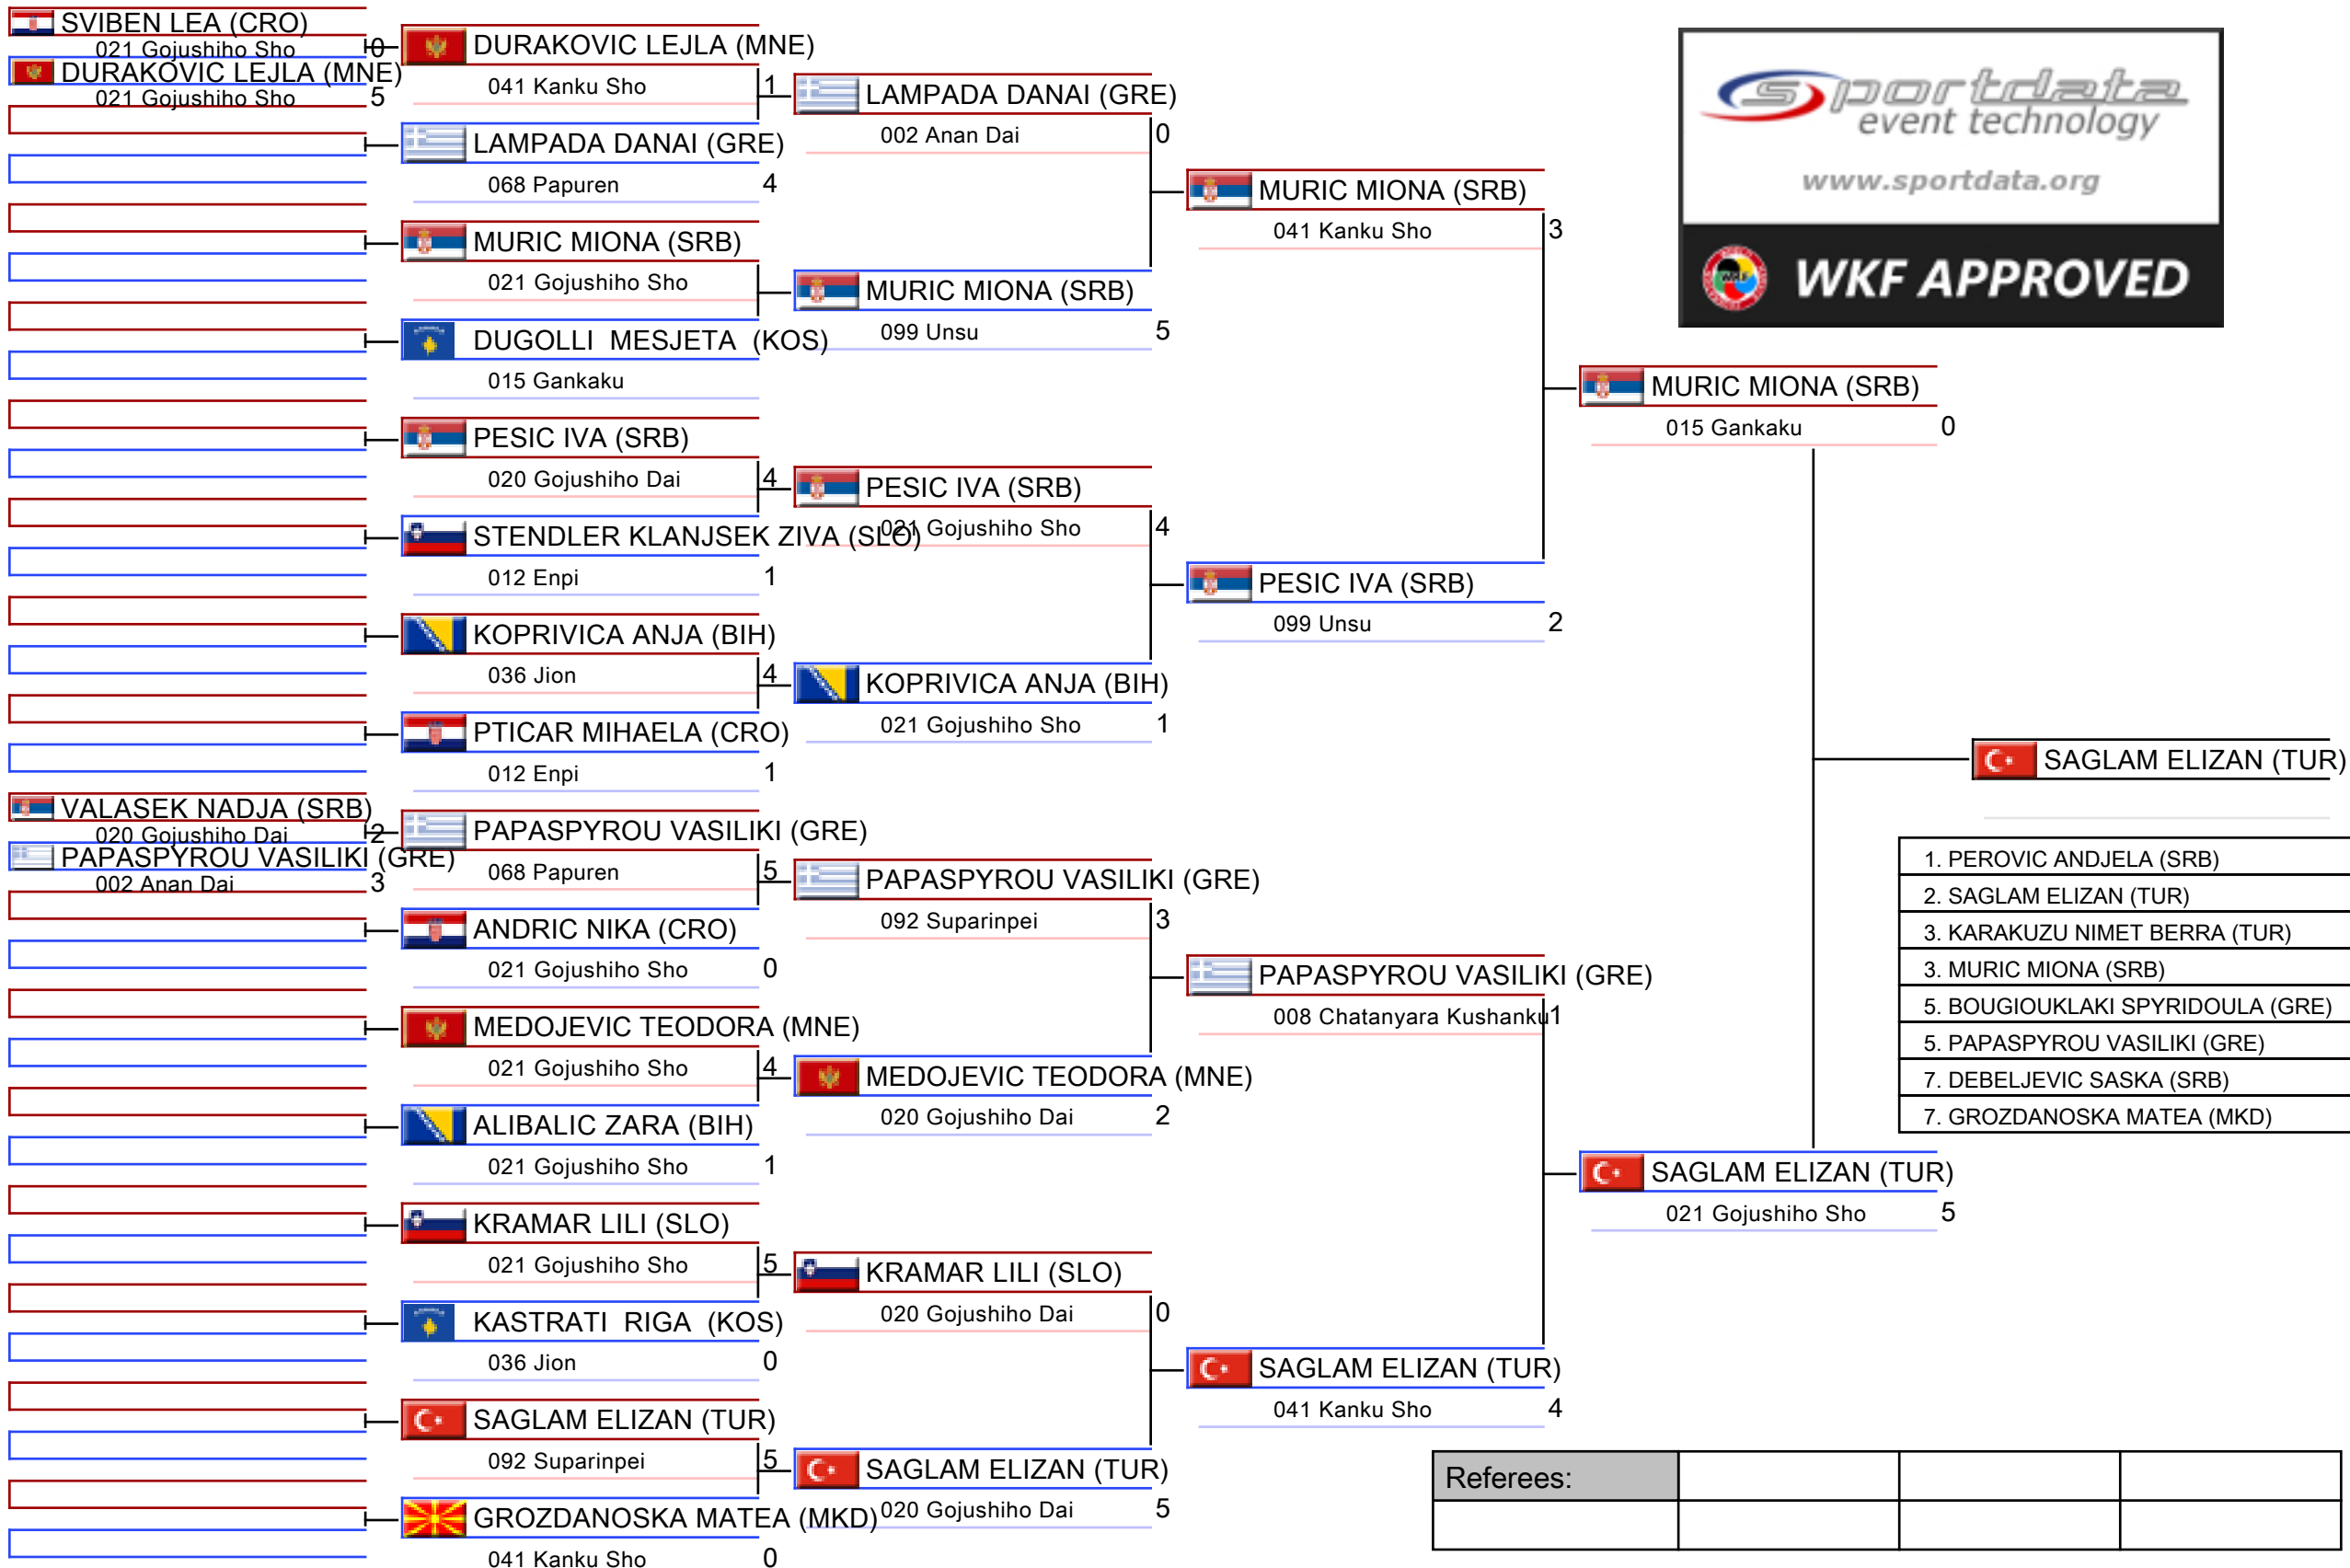 SVIBEN LEA (CRO)
021 Gojushiho Sho 0
DURAKOVIC LEJLA (MNE)
021 Gojushiho Sho 5
VALASEK NADJA (SRB)
020 Gojushiho Dai 2
PAPASPYROU VASILIKI (GRE)
002 Anan Dai 3
DURAKOVIC LEJLA (MNE)
041 Kanku Sho 1
LAMPADA DANAI (GRE)
068 Papuren 4
MURIC MIONA (SRB)
021 Gojushiho Sho
DUGOLLI MESJETA (KOS)
015 Gankaku
PESIC IVA (SRB)
020 Gojushiho Dai 4
STENDLER KLANJSEK ZIVA (SLO)
012 Enpi 1
KOPRIVICA ANJA (BIH)
036 Jion 4
PTICAR MIHAELA (CRO)
012 Enpi 1
PAPASPYROU VASILIKI (GRE)
068 Papuren 5
ANDRIC NIKA (CRO)
021 Gojushiho Sho 0
MEDOJEVIC TEODORA (MNE)
021 Gojushiho Sho 4
ALIBALIC ZARA (BIH)
021 Gojushiho Sho 1
KRAMAR LILI (SLO)
021 Gojushiho Sho 5
KASTRATI RIGA (KOS)
036 Jion 0
SAGLAM ELIZAN (TUR)
092 Suparinpei 5
GROZDANOSKA MATEA (MKD)
041 Kanku Sho 0
LAMPADA DANAI (GRE)
002 Anan Dai 0
MURIC MIONA (SRB)
099 Unsu 5
PESIC IVA (SRB)
021 Gojushiho Sho 4
KOPRIVICA ANJA (BIH)
021 Gojushiho Sho 1
PAPASPYROU VASILIKI (GRE)
092 Suparinpei 3
MEDOJEVIC TEODORA (MNE)
020 Gojushiho Dai 2
KRAMAR LILI (SLO)
020 Gojushiho Dai 0
SAGLAM ELIZAN (TUR)
020 Gojushiho Dai 5
MURIC MIONA (SRB)
041 Kanku Sho 3
PESIC IVA (SRB)
099 Unsu 2
PAPASPYROU VASILIKI (GRE)
008 Chatanyara Kushanku 1
SAGLAM ELIZAN (TUR)
041 Kanku Sho 4
MURIC MIONA (SRB)
015 Gankaku 0
SAGLAM ELIZAN (TUR)
021 Gojushiho Sho 5
SAGLAM ELIZAN (TUR)
sportdata
event technology
www.sportdata.org
WKF
WKF APPROVED
1. PEROVIC ANDJELA (SRB)
2. SAGLAM ELIZAN (TUR)
3. KARAKUZU NIMET BERRA (TUR)
3. MURIC MIONA (SRB)
5. BOUGIOUKLAKI SPYRIDOULA (GRE)
5. PAPASPYROU VASILIKI (GRE)
7. DEBELJEVIC SASKA (SRB)
7. GROZDANOSKA MATEA (MKD)
Referees: